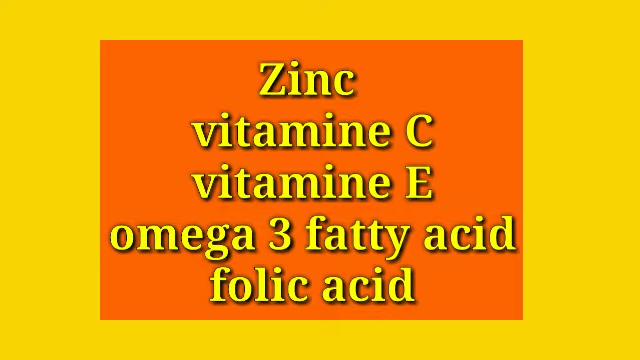 Zinc
vitamine C
vitamine E
omega 3 fatty acid
folic acid